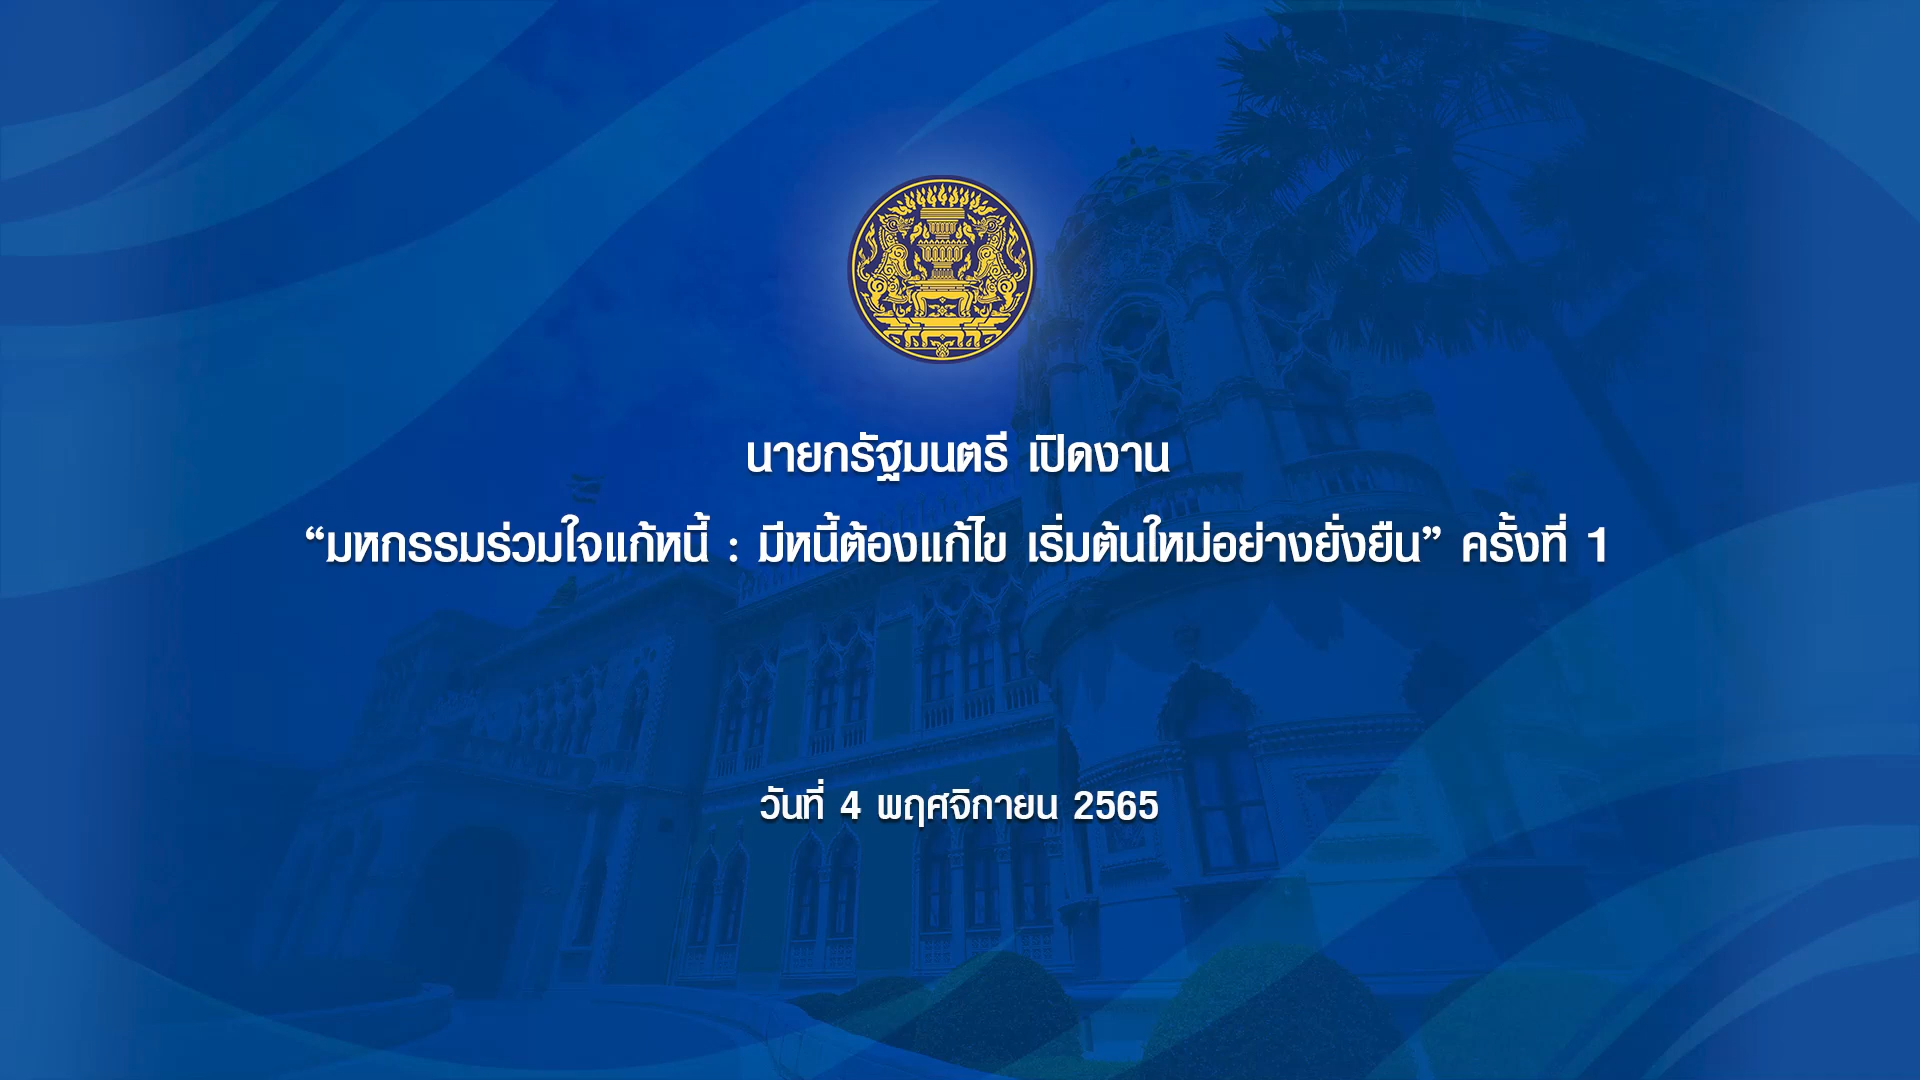 นายกรัฐมนตรี เปิดงาน
“มหกรรมร่วมใจแก้หนี้ : มีหนี้ต้องแก้ไข เริ่มต้นใหม่อย่างยั่งยืน” ครั้งที่ 1
วันที่ 4 พฤศจิกายน 2565